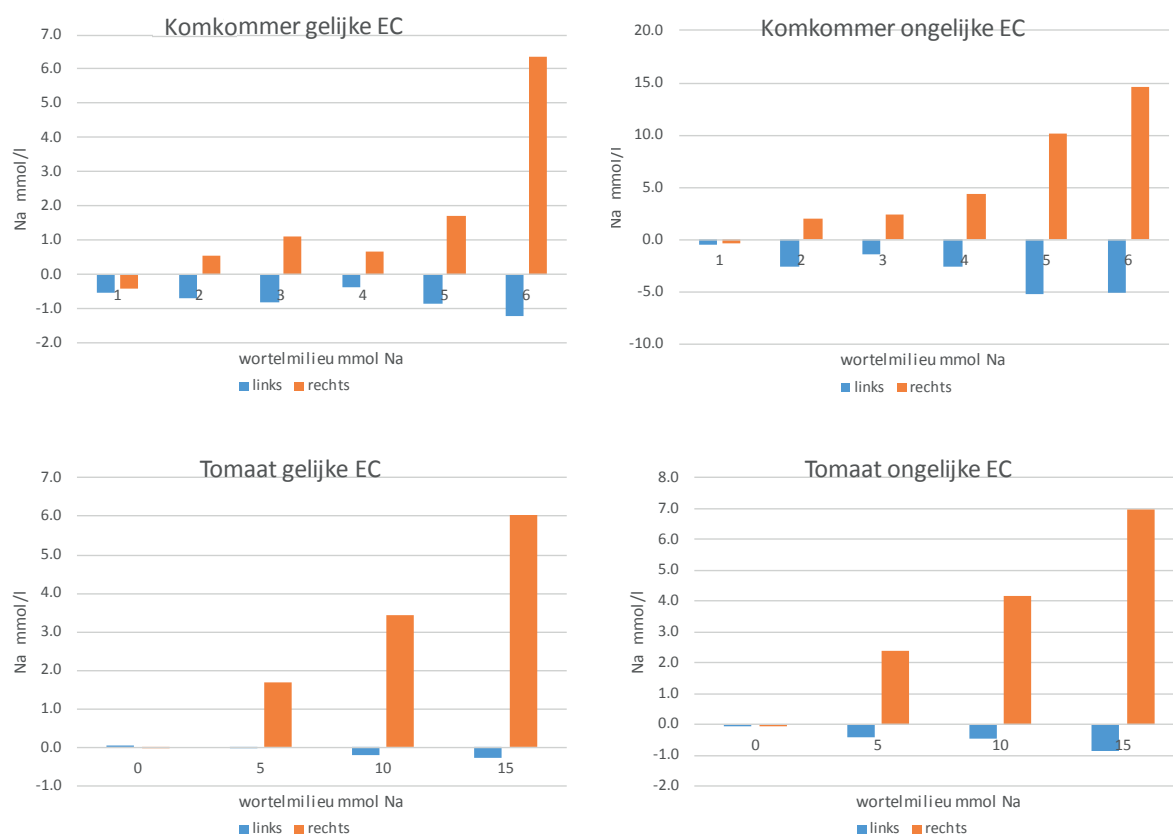 Komkommer gelijke EC
7.0
6.0
5.0
4.0
3.0
2.0
1.0
0.0
-1.0
-2.0
Na mmol/l
1 2 3 4 5 6
wortelmilieu mmol Na
links rechts
Komkommer ongelijke EC
20.0
15.0
10.0
5.0
0.0
-5.0
-10.0
Na mmol/l
1 2 3 4 5 6
wortelmilieu mmol Na
links rechts
Tomaat gelijke EC
7.0
6.0
5.0
4.0
3.0
2.0
1.0
0.0
-1.0
Na mmol/l
0 5 10 15
wortelmilieu mmol Na
links rechts
Tomaat ongelijke EC
8.0
7.0
6.0
5.0
4.0
3.0
2.0
1.0
0.0
-1.0
-2.0
Na mmol/l
0 5 10 15
wortelmilieu mmol Na
links rechts